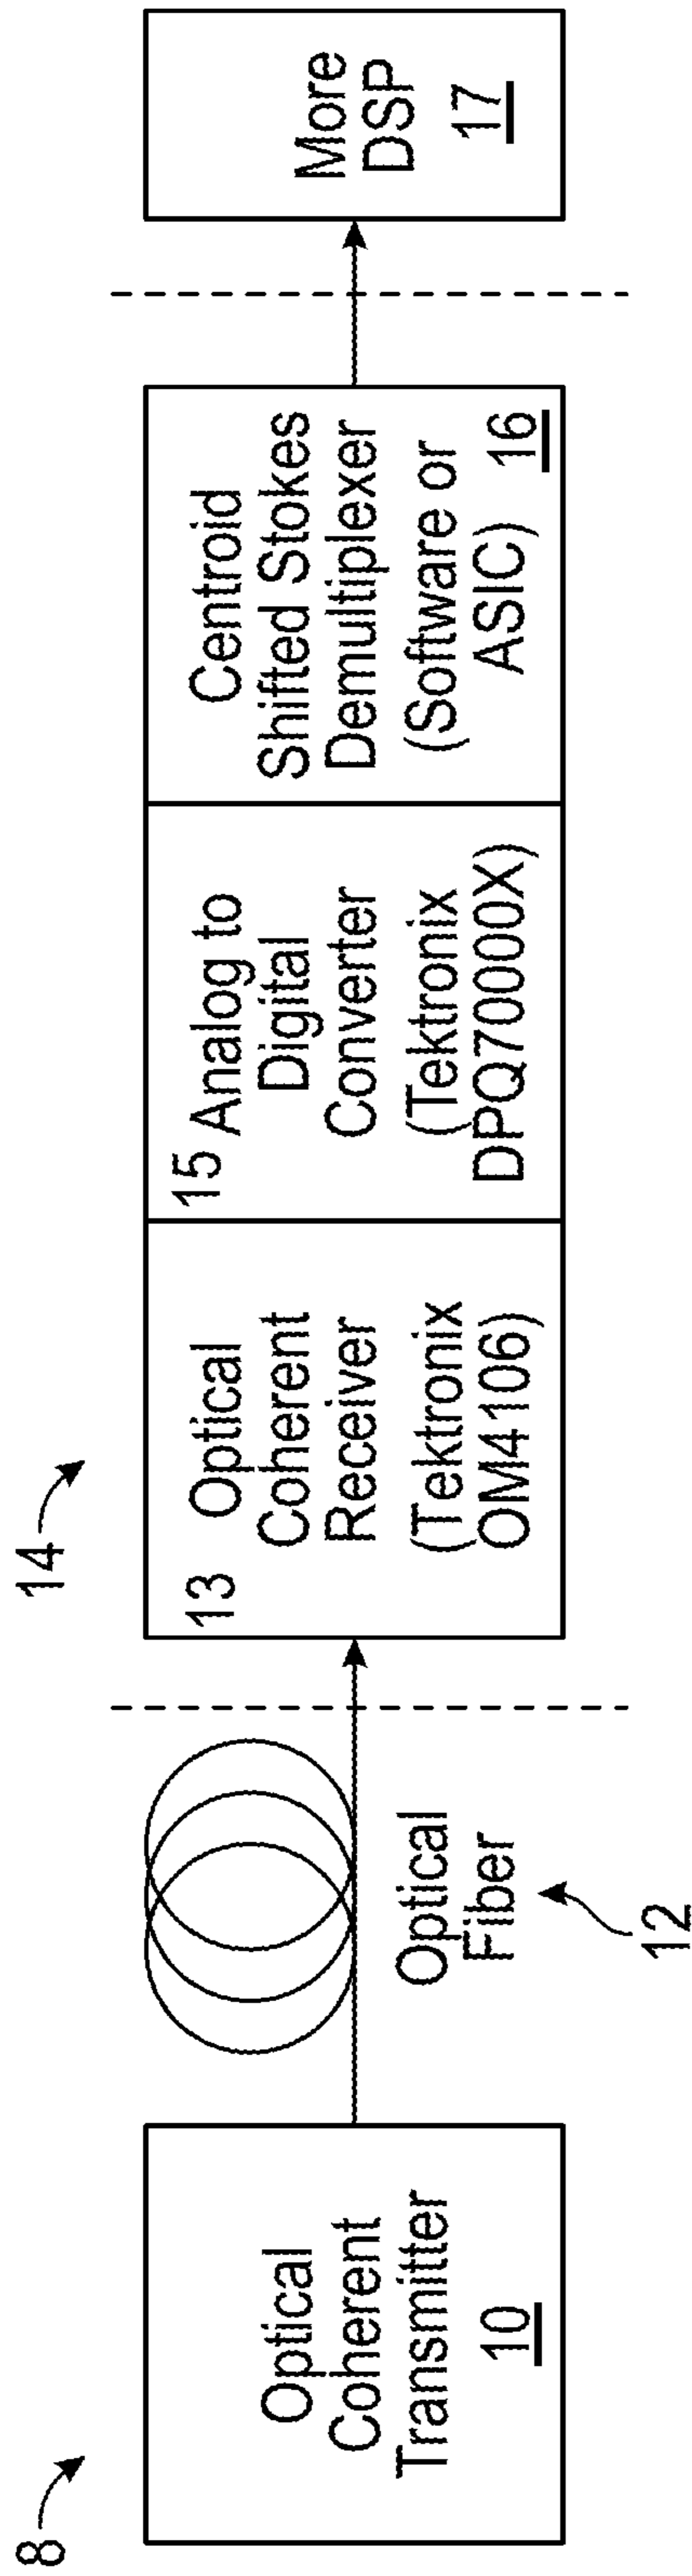 8
Optical
Coherent
Transmitter
10
Optical
Fiber
12
14
13
Optical
Coherent
Receiver
(Tektronix
OM4106)
15
Analog to
Digital
Converter
(Tektronix
DPQ70000X)
Centroid
Shifted Stokes
Demultiplexer
(Software or
ASIC)
16
More
DSP
17